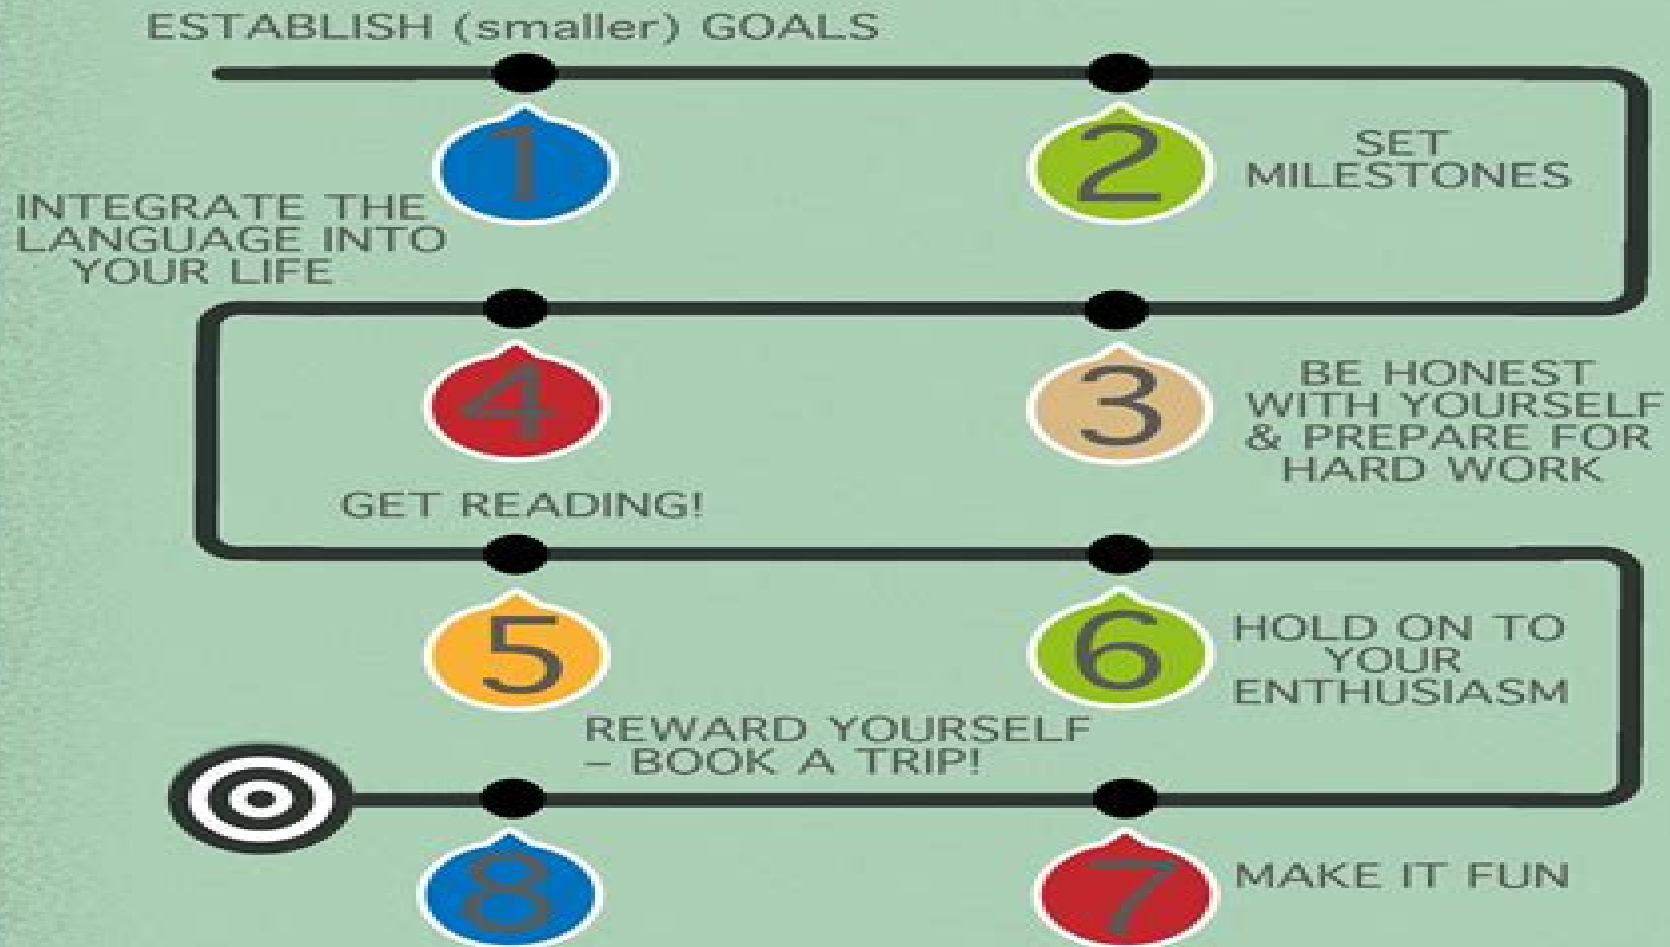 ESTABLISH (smaller) GOALS
1
2
SET
MILESTONES
3
BE HONEST
WITH YOURSELF
& PREPARE FOR
HARD WORK
INTEGRATE THE
LANGUAGE INTO
YOUR LIFE
4
GET READING!
5
6
HOLD ON TO
YOUR
ENTHUSIASM
7
MAKE IT FUN
REWARD YOURSELF
– BOOK A TRIP!
8